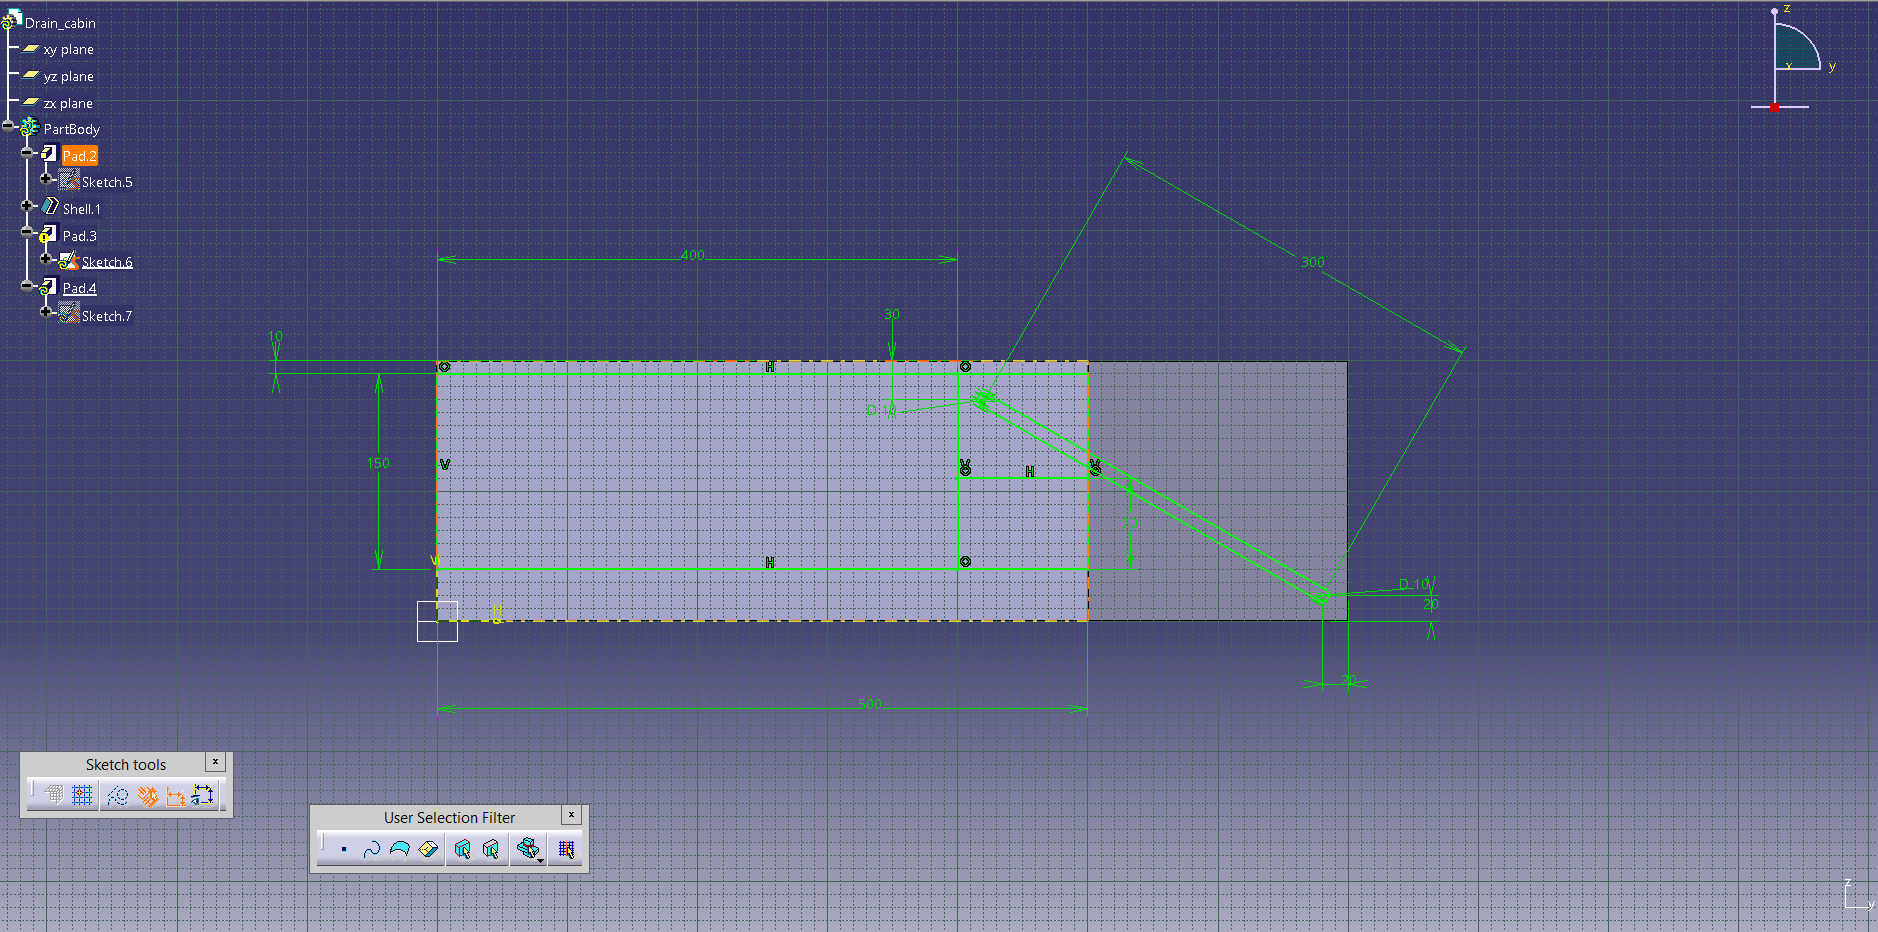 Drain_cabin
xy plane
yz plane
zx plane
PartBody
Pad.2
Sketch.5
Shell.1
Pad.3
Sketch.6
Pad.4
Sketch.7
z
x
y
400
300
10
30
H
D 10
V
V
H
V
150
70
V
H
D 10
20
U
20
500
Sketch tools
x
User Selection Filter
x
z
y